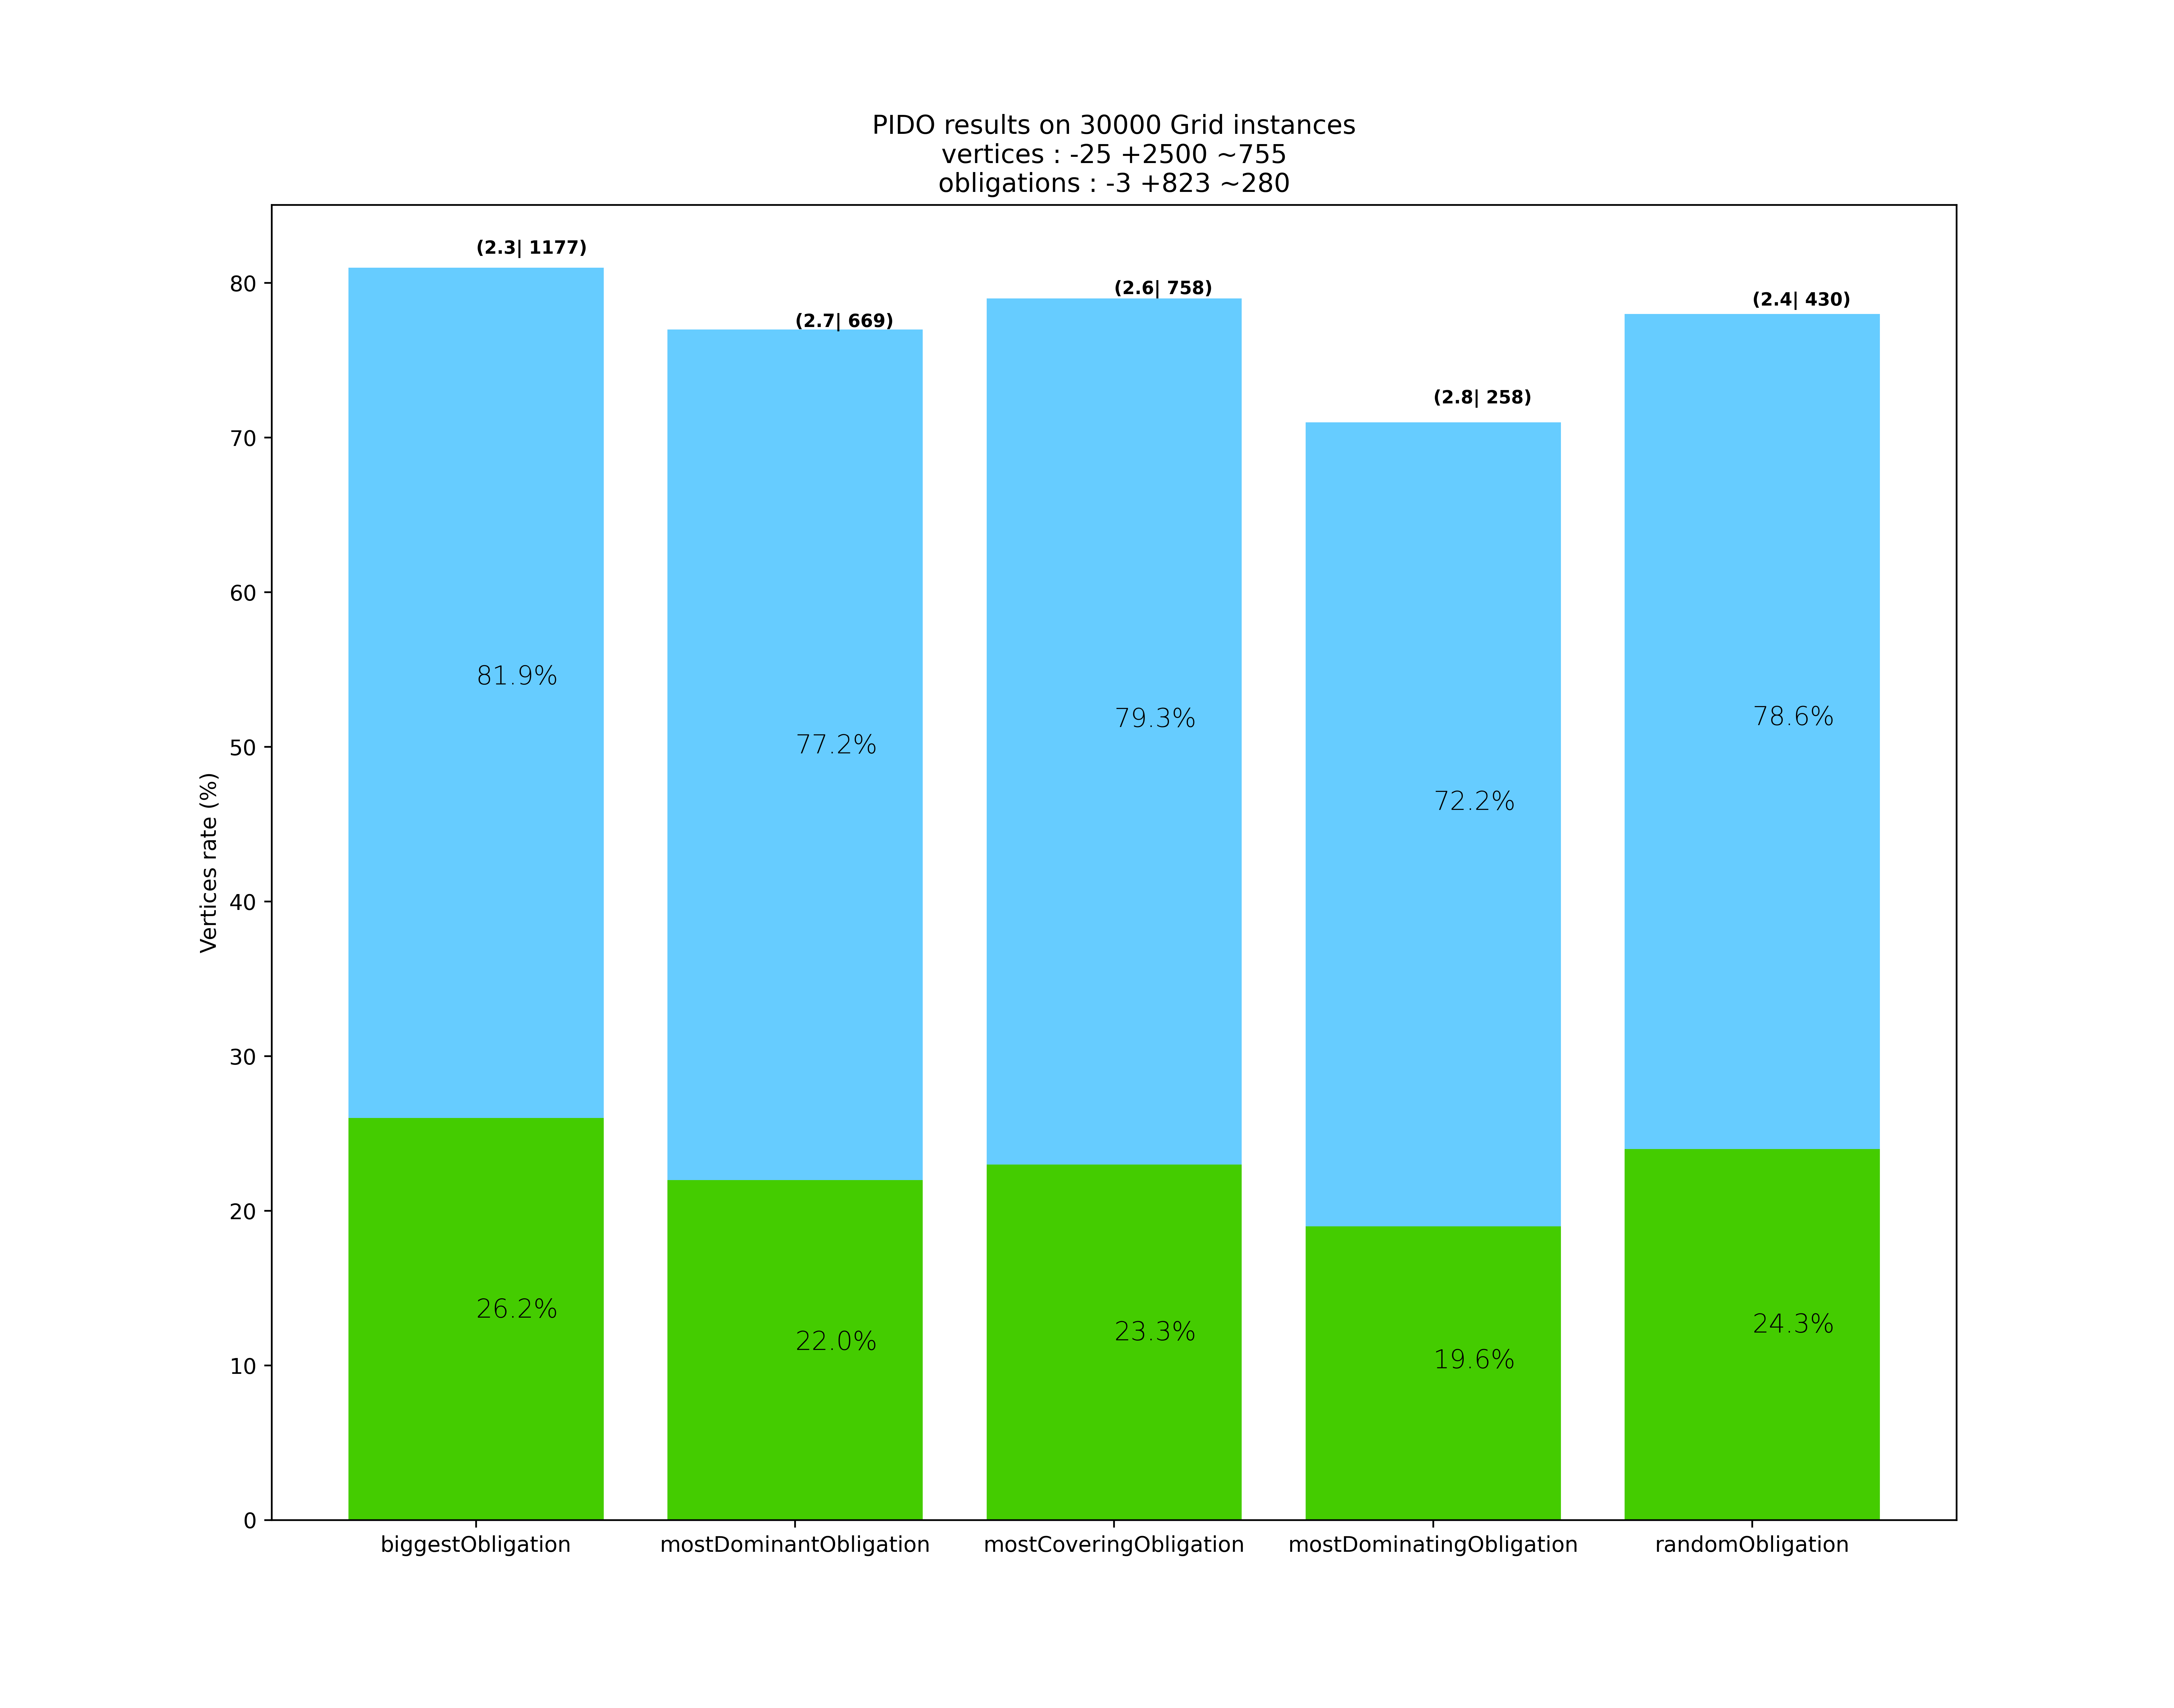 PIDO results on 30000 Grid instances
vertices : -25 +2500 ~755
obligations : -3 +823 ~280
(2.3| 1177)
(2.7| 669)
(2.6| 758)
(2.8| 258)
(2.4| 430)
81.9%
77.2%
79.3%
72.2%
78.6%
26.2%
22.0%
23.3%
19.6%
24.3%
Vertices rate (%)
80
70
60
50
40
30
20
10
0
biggestObligation
mostDominantObligation
mostCoveringObligation
mostDominatingObligation
randomObligation